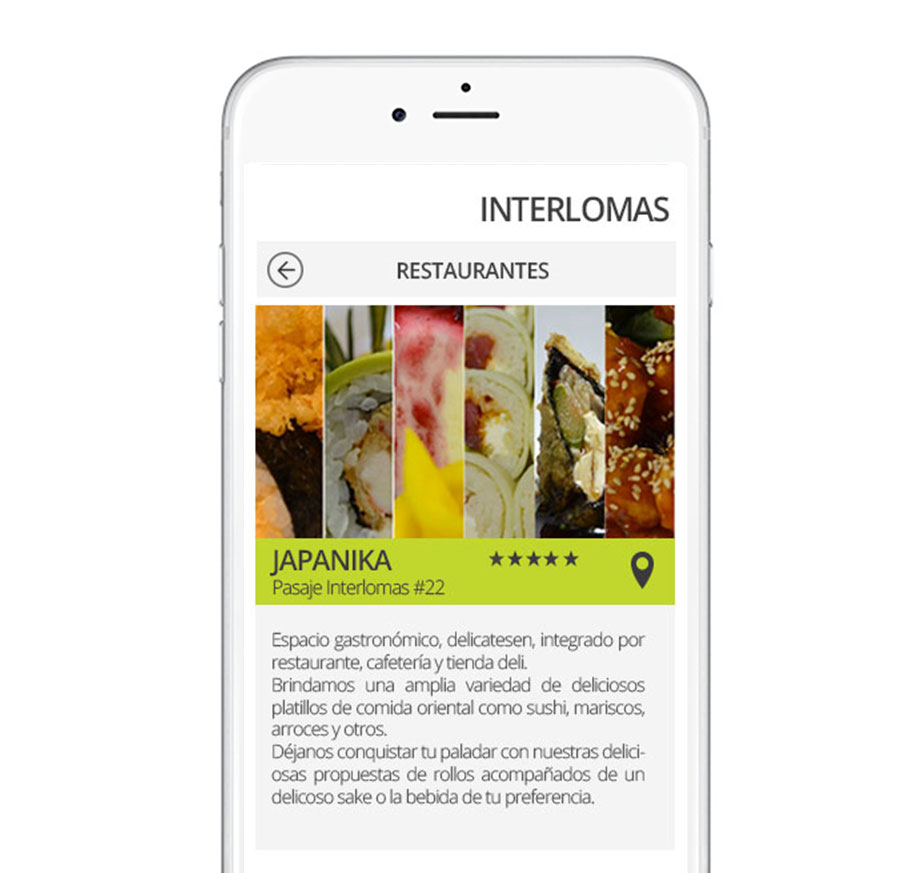 INTERLOMAS
RESTAURANTES
JAPANIKA
Pasaje Interlomas #22
Espacio gastronómico, delicatesen, integrado por
restaurante, cafetería y tienda deli.
Brindamos una amplia variedad de deliciosos
platillos de comida oriental como sushi, mariscos,
arroces y otros.
Déjanos conquistar tu paladar con nuestras delici-
osas propuestas de rollos acompañados de un
delicoso sake o la bebida de tu preferencia.